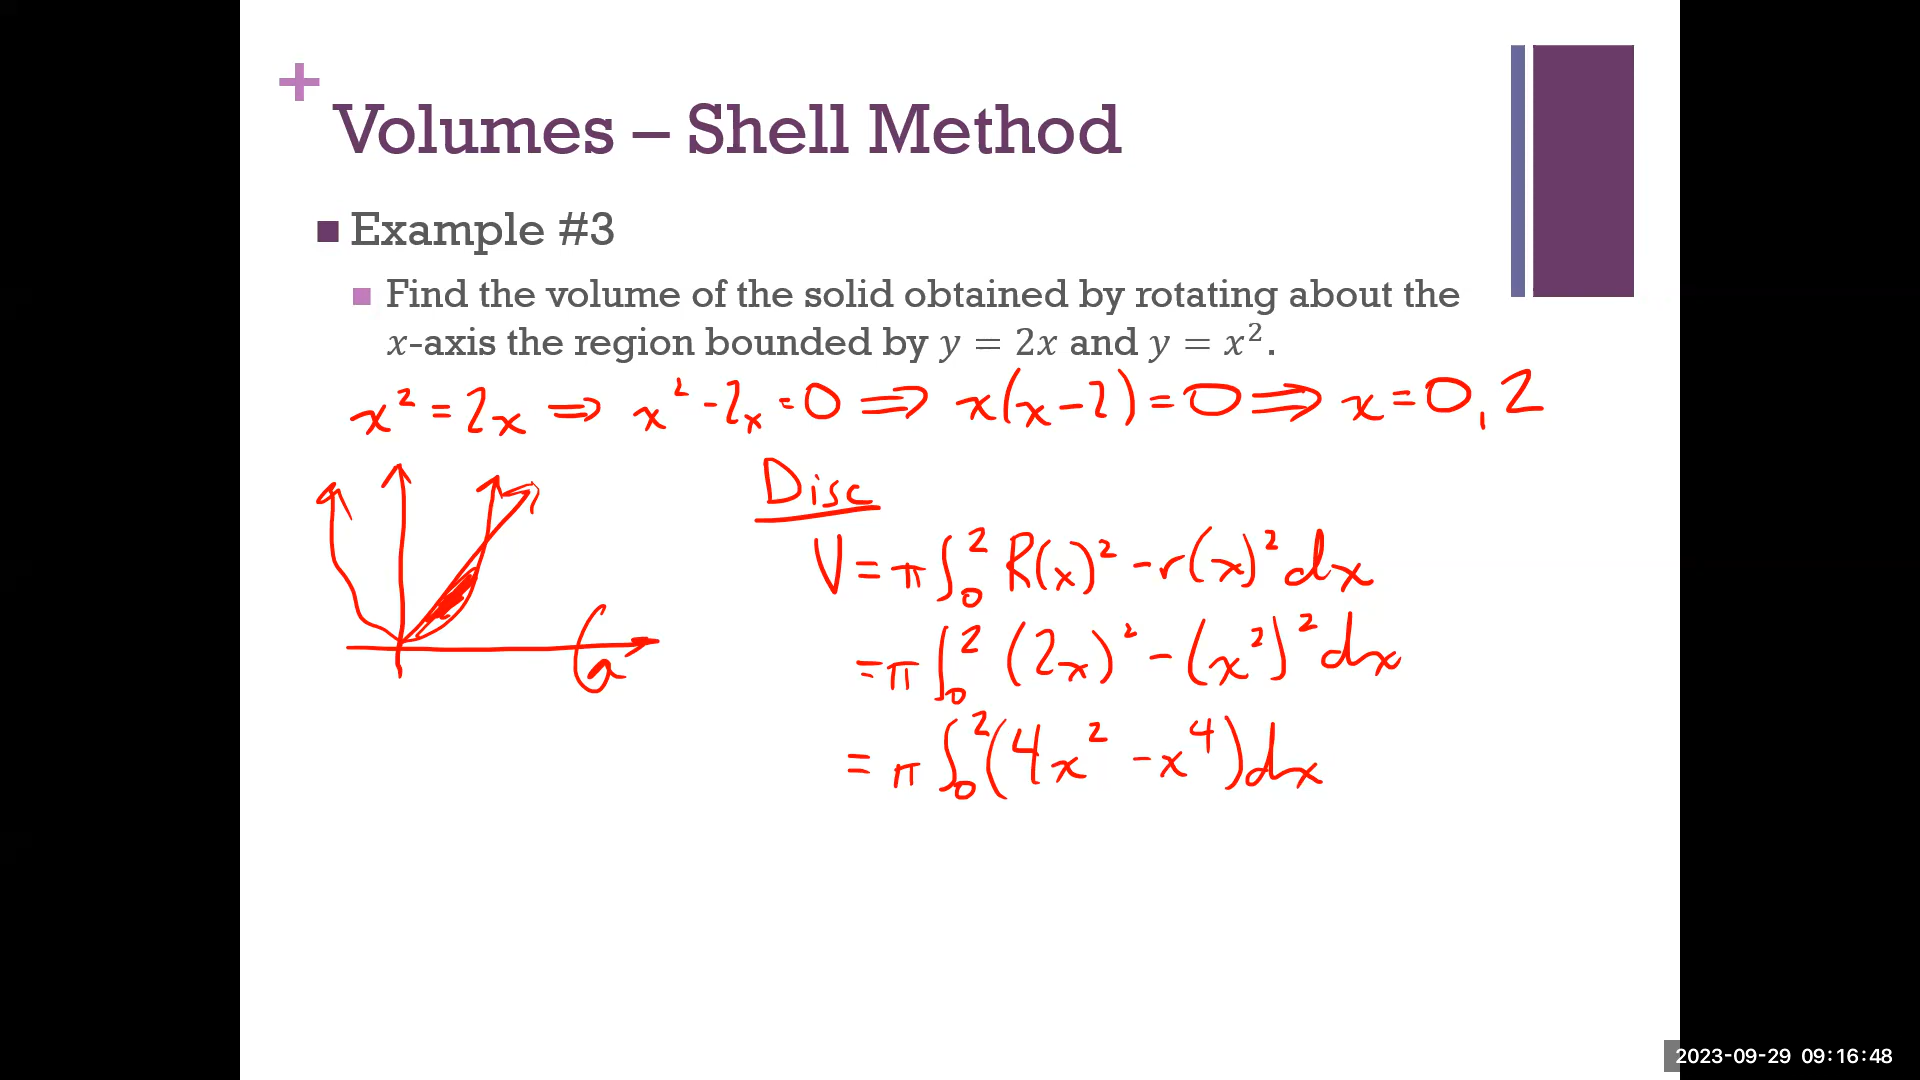 +
Volumes – Shell Method
Example #3
Find the volume of the solid obtained by rotating about the
x-axis the region bounded by y = 2x and y = x².
x² = 2x ⇒ x² - 2x = 0 ⇒ x(x-2) = 0 ⇒ x = 0, 2
Disc
V = π∫₀² R(x)² - r(x)² dx
= π∫₀² (2x)² - (x²)² dx
= π∫₀² (4x² - x⁴) dx
2023-09-29 09:16:48